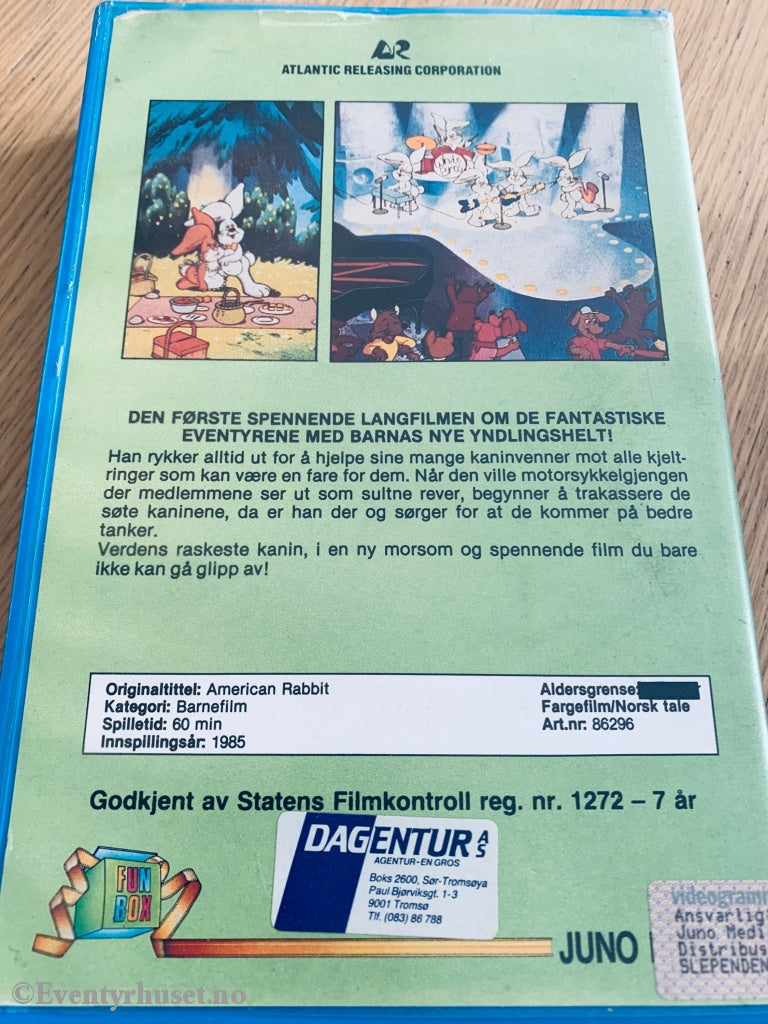 AR
ATLANTIC RELEASING CORPORATION
DEN FØRSTE SPENNENDE LANGFILMEN OM DE FANTASTISKE
EVENTYRENE MED BARNAS NYE YNDLINGSHELT!
Han rykker alltid ut for å hjelpe sine mange kaninvenner mot alle kjelt-
ringer som kan være en fare for dem. Når den ville motorsykkelgjengen
der medlemmene ser ut som sultne rever, begynner å trakassere de
søte kaninene, da er han der og sørger for at de kommer på bedre
tanker.
Verdens raskeste kanin, i en ny morsom og spennende film du bare
ikke kan gå glipp av!
Originaltittel: American Rabbit
Kategori: Barnefilm
Spilletid: 60 min
Innspillingsår: 1985
Aldersgrense:
Fargefilm/Norsk tale
Art.nr: 86296
Godkjent av Statens Filmkontroll reg. nr. 1272 – 7 år
FUN
BOX
DAGENTUR AS
AGENTUR-EN GROS
Boks 2600, Sør-Tromsøya
Paul Bjørviksgt. 1-3
9001 Tromsø
Tlf. (083) 86 788
JUNO
videogramm
Ansvarlig
Juno Medi
Distribus
SLEPENDEN
©Eventyrhuset.no